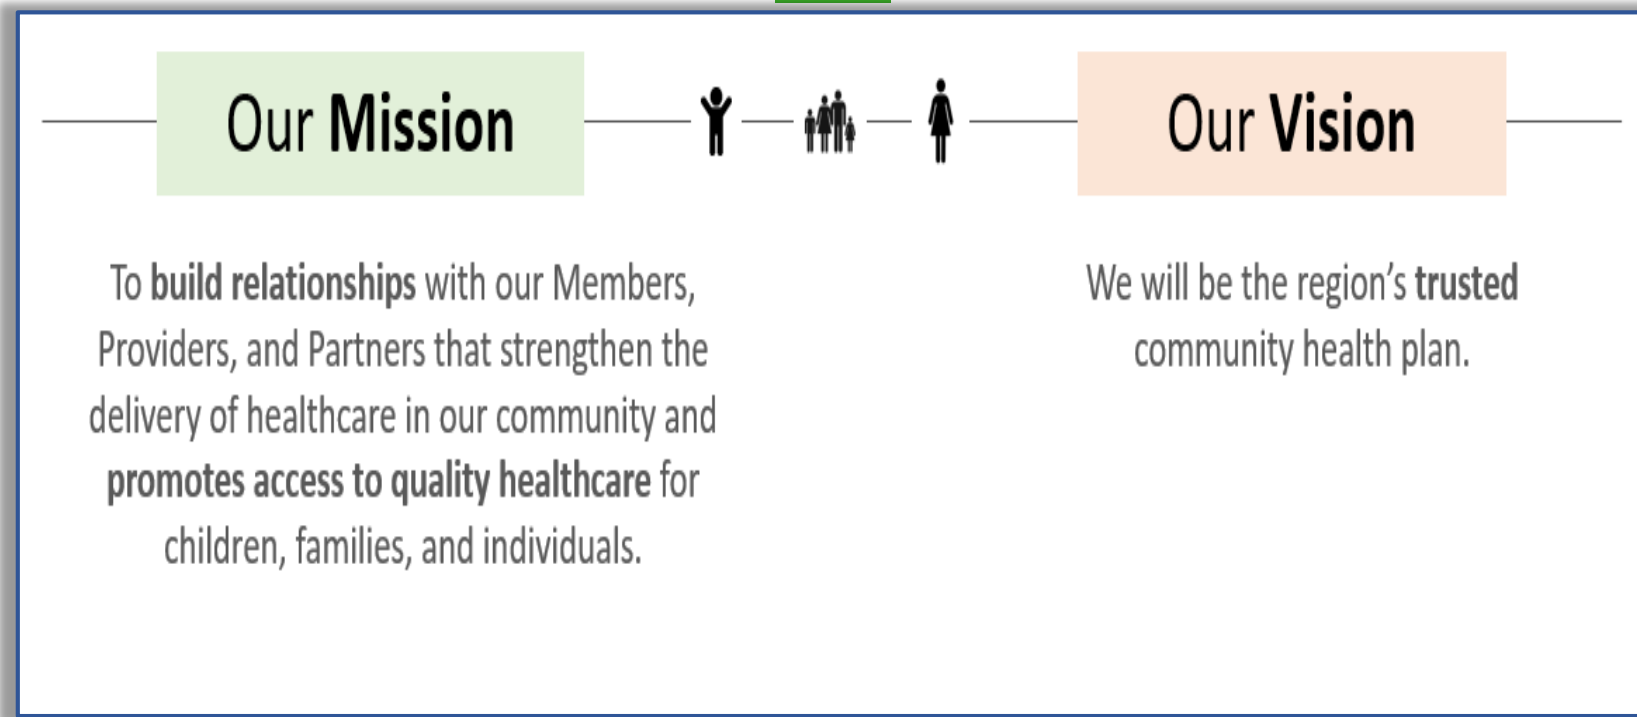 Our Mission
Our Vision
To build relationships with our Members,
Providers, and Partners that strengthen the
delivery of healthcare in our community and
promotes access to quality healthcare for
children, families, and individuals.
We will be the region’s trusted
community health plan.